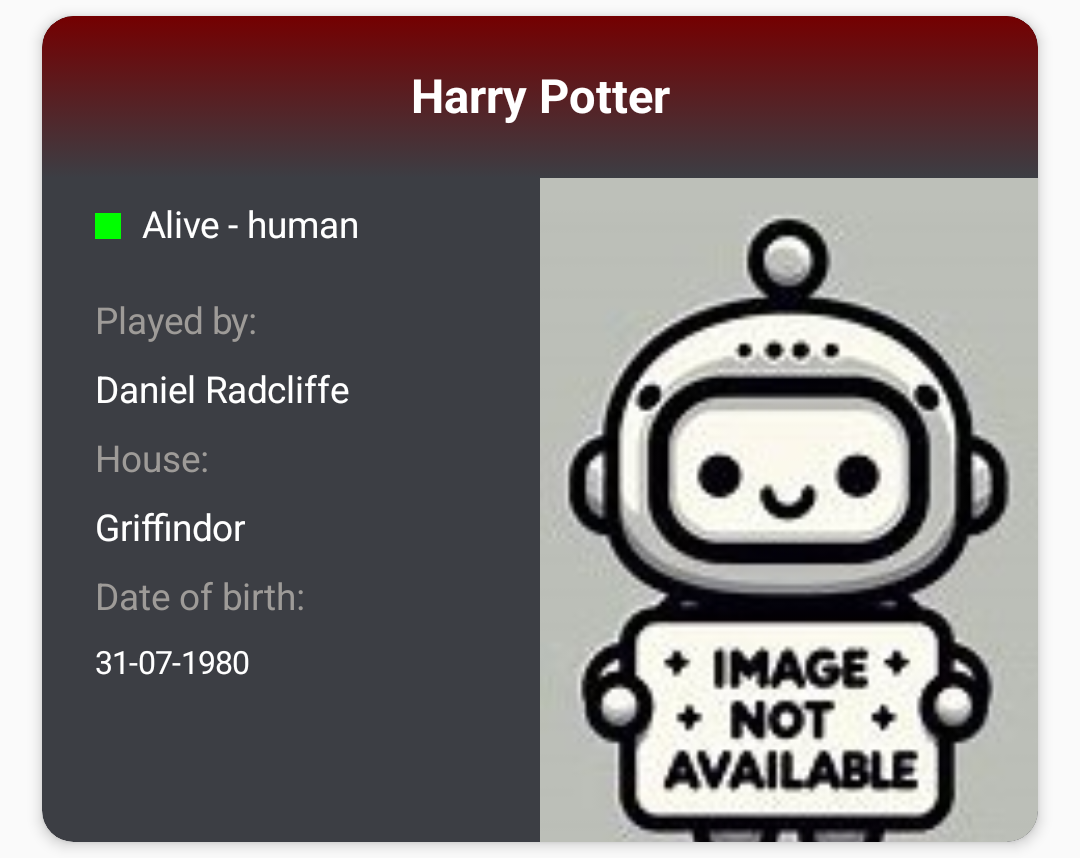 Harry Potter
Alive - human
Played by:
Daniel Radcliffe
House:
Griffindor
Date of birth:
31-07-1980
IMAGE
NOT
AVAILABLE